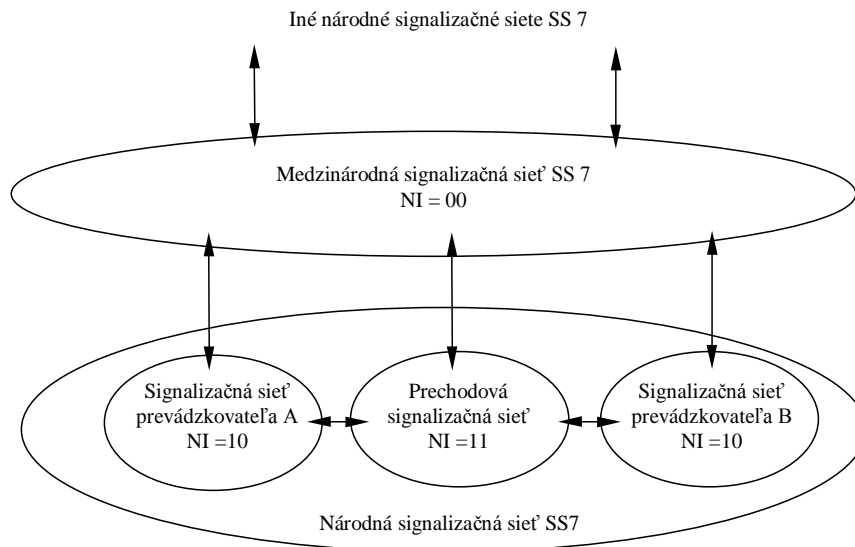 Iné národné signalizačné siete SS 7
Medzinárodná signalizačná sieť SS 7
NI = 00
Signalizačná sieť
prevádzkovateľa A
NI =10
Prechodová
signalizačná sieť
NI =11
Signalizačná sieť
prevádzkovateľa B
NI =10
Národná signalizačná sieť SS7